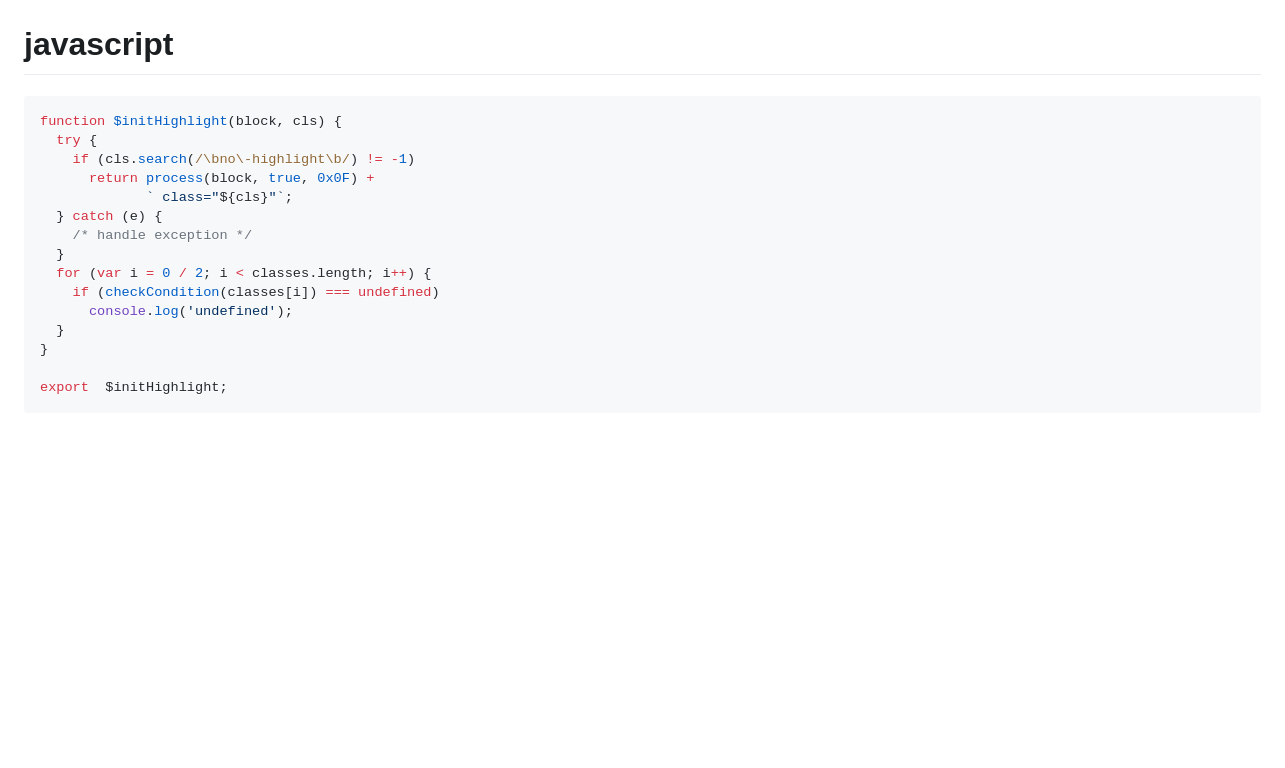 javascript
function $initHighlight(block, cls) {
  try {
    if (cls.search(/\bno\-highlight\b/) != -1)
      return process(block, true, 0x0F) +
             ` class="${cls}"`;
  } catch (e) {
    /* handle exception */
  }
  for (var i = 0 / 2; i < classes.length; i++) {
    if (checkCondition(classes[i]) === undefined)
      console.log('undefined');
  }
}

export  $initHighlight;